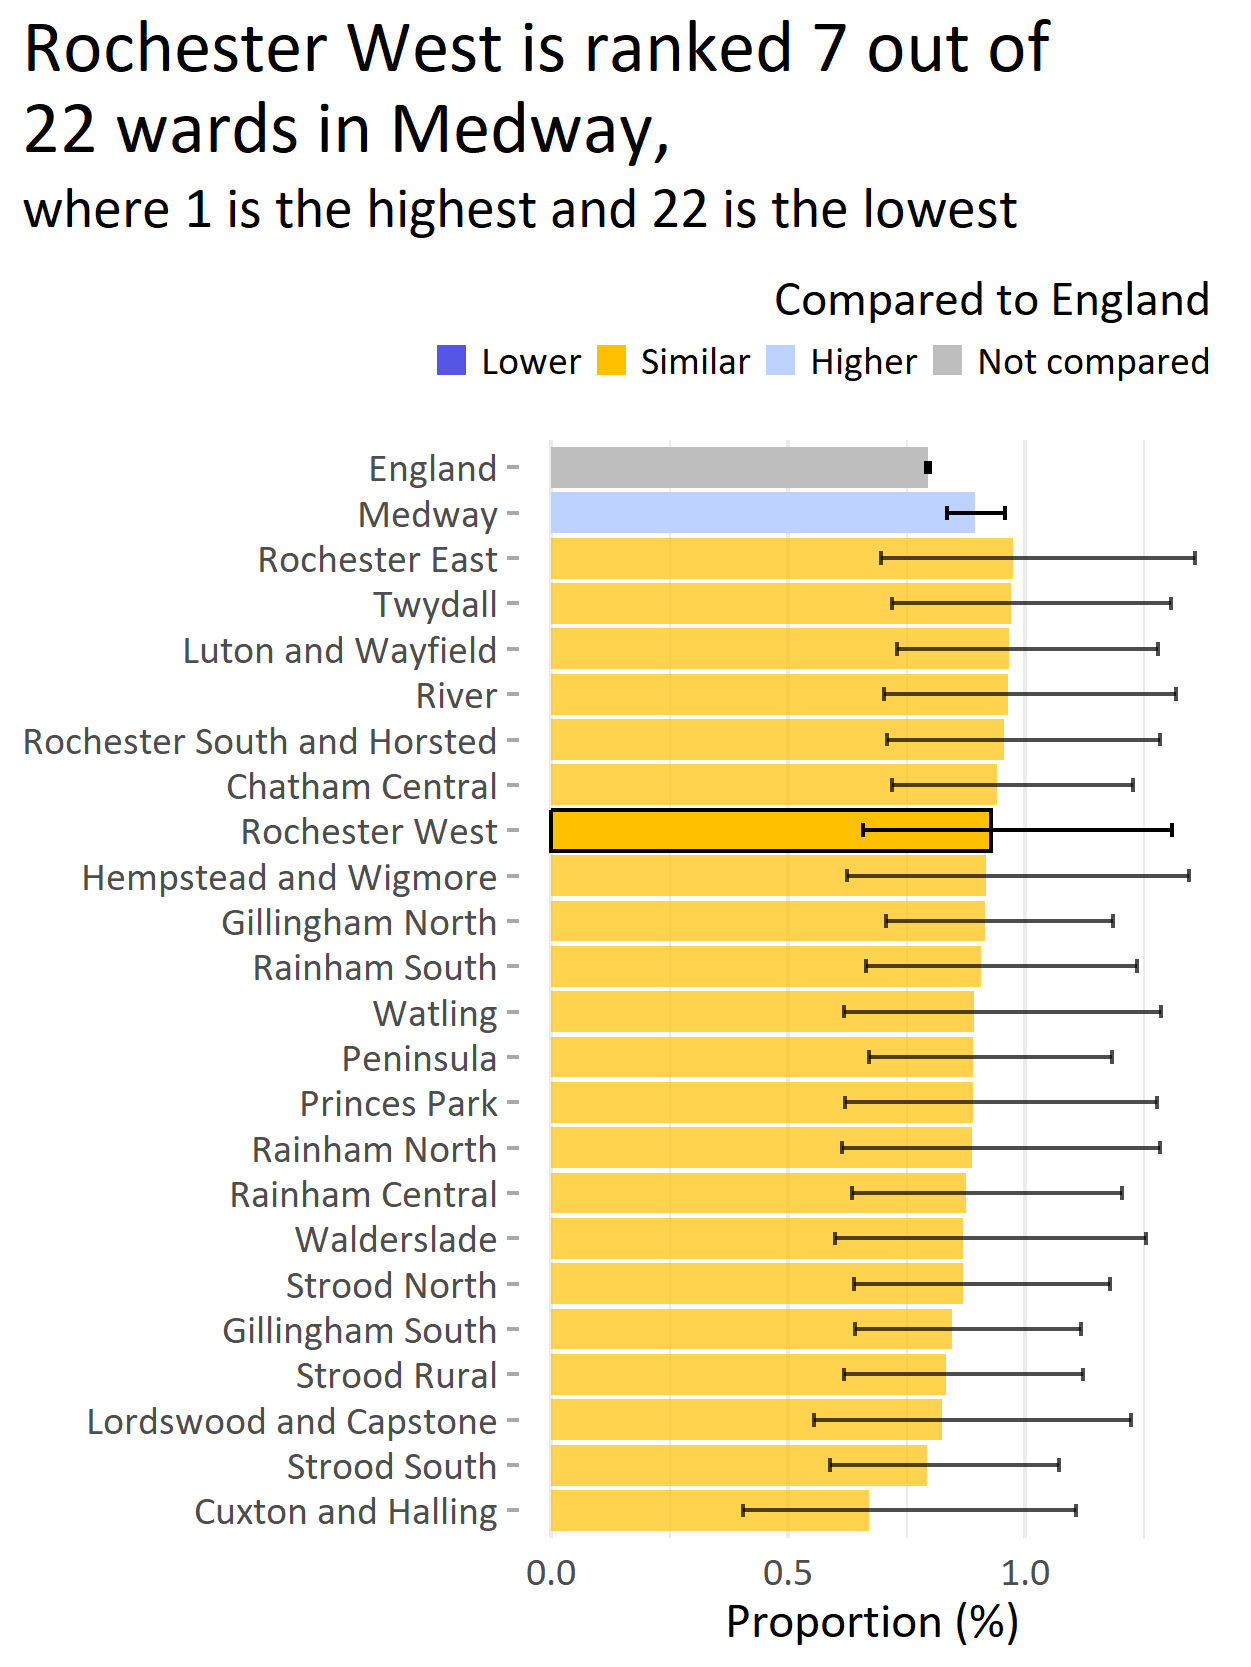 Rochester West is ranked 7 out of
22 wards in Medway,
where 1 is the highest and 22 is the lowest
Compared to England
Lower Similar Higher Not compared
England
Medway
Rochester East
Twydall
Luton and Wayfield
River
Rochester South and Horsted
Chatham Central
Rochester West
Hempstead and Wigmore
Gillingham North
Rainham South
Watling
Peninsula
Princes Park
Rainham North
Rainham Central
Walderslade
Strood North
Gillingham South
Strood Rural
Lordswood and Capstone
Strood South
Cuxton and Halling
0.0 0.5 1.0
Proportion (%)